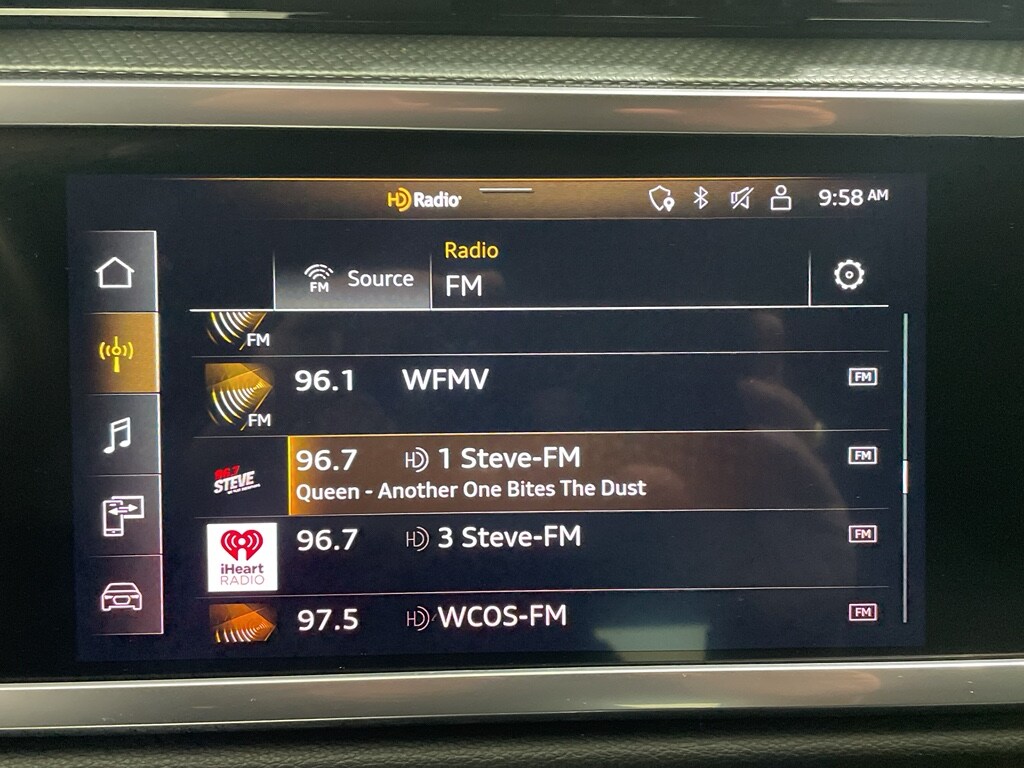 HD Radio
9:58 AM
FM Source
Radio
FM
FM
FM
96.1 WFMV FM
96.7 STEVE
96.7 HD 1 Steve-FM FM
Queen - Another One Bites The Dust
iHeart RADIO
96.7 HD 3 Steve-FM FM
97.5 HD WCOS-FM FM